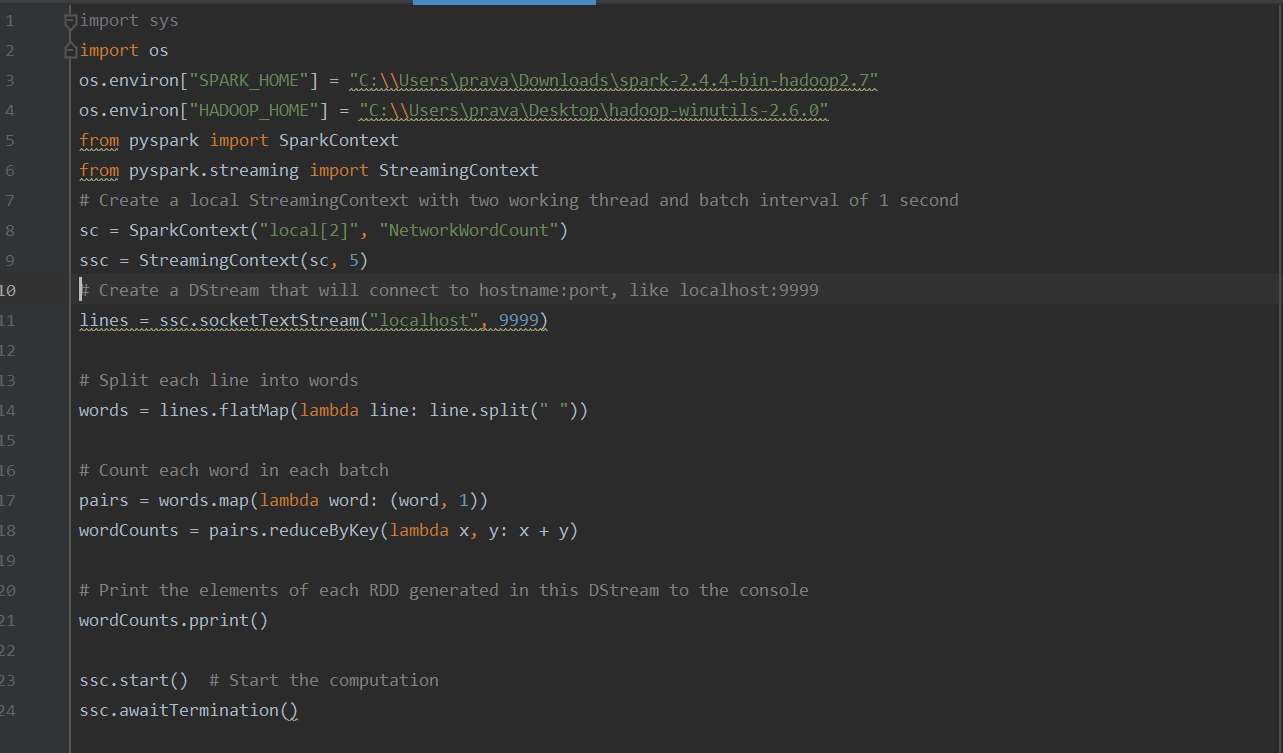 1 import sys
2 import os
3 os.environ["SPARK_HOME"] = "C:\\Users\prava\Downloads\spark-2.4.4-bin-hadoop2.7"
4 os.environ["HADOOP_HOME"] = "C:\\Users\prava\Desktop\hadoop-winutils-2.6.0"
5 from pyspark import SparkContext
6 from pyspark.streaming import StreamingContext
7 # Create a local StreamingContext with two working thread and batch interval of 1 second
8 sc = SparkContext("local[2]", "NetworkWordCount")
9 ssc = StreamingContext(sc, 5)
10 # Create a DStream that will connect to hostname:port, like localhost:9999
11 lines = ssc.socketTextStream("localhost", 9999)
12
13 # Split each line into words
14 words = lines.flatMap(lambda line: line.split(" "))
15
16 # Count each word in each batch
17 pairs = words.map(lambda word: (word, 1))
18 wordCounts = pairs.reduceByKey(lambda x, y: x + y)
19
20 # Print the elements of each RDD generated in this DStream to the console
21 wordCounts.pprint()
22
23 ssc.start()  # Start the computation
24 ssc.awaitTermination()